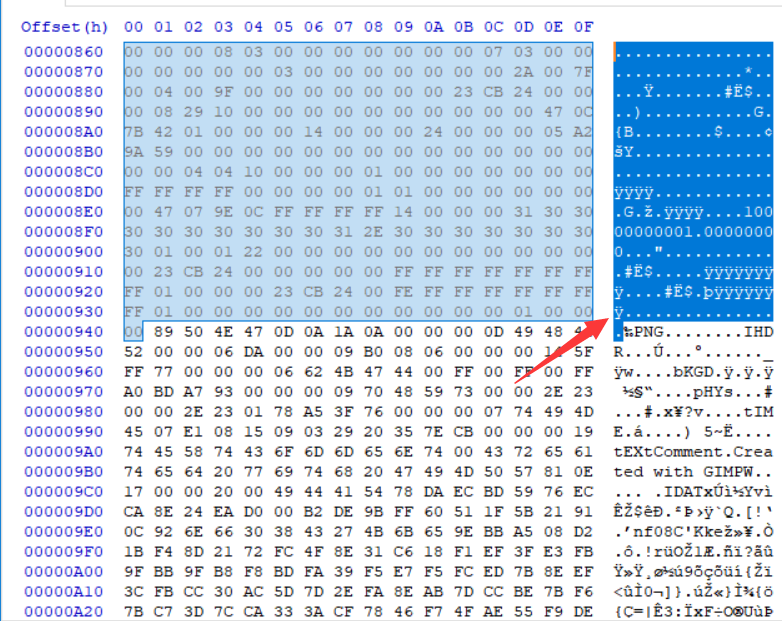 Offset(h) 00 01 02 03 04 05 06 07 08 09 0A 0B 0C 0D 0E 0F
00000860 00 00 00 08 03 00 00 00 00 00 00 00 07 03 00 00 ................
00000870 00 00 00 00 00 03 00 00 00 00 00 00 00 2A 00 7F .............*..
00000880 00 04 00 9F 00 00 00 00 00 00 00 23 CB 24 00 00 ...Ÿ.......#Ë$..
00000890 00 08 29 10 00 00 00 00 00 00 00 00 00 00 47 0C ..)...........G.
000008A0 7B 42 01 00 00 00 14 00 00 00 00 24 00 00 05 A2 {B.........$...¢
000008B0 9A 59 00 00 00 00 00 00 00 00 00 00 00 00 00 00 šY..............
000008C0 00 00 04 04 10 00 00 00 00 01 00 00 00 00 00 00 ................
000008D0 FF FF FF FF 00 00 00 00 01 01 00 00 00 00 00 00 ÿÿÿÿ............
000008E0 00 47 07 9E 0C FF FF FF FF 14 00 00 00 31 30 30 .G.ž.ÿÿÿÿ....100
000008F0 30 30 30 30 30 30 31 2E 30 30 30 30 30 30 30 30 0000001.00000000
00000900 30 01 00 01 22 00 00 00 00 00 00 00 00 00 00 00 0..."...........
00000910 00 23 CB 24 00 00 00 00 00 FF FF FF FF FF FF FF .#Ë$.....ÿÿÿÿÿÿÿ
00000920 FF 01 00 00 00 23 CB 24 00 FE FF FF FF FF FF FF ÿ....#Ë$.þÿÿÿÿÿÿ
00000930 FF 01 00 00 00 00 00 00 00 00 00 00 00 01 00 00 ÿ...............
00000940 00 89 50 4E 47 0D 0A 1A 0A 00 00 00 0D 49 48 .‰PNG........IHD
00000950 52 00 00 06 DA 00 00 09 B0 08 06 00 00 00 5F R...Ú...°......_
00000960 FF 77 00 00 00 06 62 4B 47 44 00 FF 00 FF 00 FF ÿw....bKGD.ÿ.ÿ.ÿ
00000970 A0 BD A7 93 00 00 00 09 70 48 59 73 00 00 2E 23 ½§“....pHYs...#
00000980 00 00 2E 23 01 78 A5 3F 76 00 00 00 07 74 49 4D ...#.x¥?v....tIM
00000990 45 07 E1 08 15 09 03 29 20 35 7E CB 00 00 00 19 E.á....) 5~Ë....
000009A0 74 45 58 74 43 6F 6D 6D 65 6E 74 00 43 72 65 61 tEXtComment.Crea
000009B0 74 65 64 20 77 69 74 68 20 47 49 4D 50 57 81 0E ted with GIMPW..
000009C0 17 00 00 20 00 49 44 41 54 78 DA EC BD 59 76 EC ... .IDATxÚì½Yvì
000009D0 CA 8E 24 EA D0 00 B2 DE 9B FF 60 51 1F 5B 21 91 ÊŽ$êÐ.²Þ›ÿ`Q.[!‘
000009E0 0C 92 6E 66 30 38 43 27 4B 6B 65 9E BB A5 08 D2 .’nf08C'Kkež»¥.Ò
000009F0 1B F4 8D 21 72 FC 4F 8E 31 C6 18 F1 EF 3F E3 FB .ô.!rüOŽ1Æ.ñï?ãû
00000A00 9F BB 9F B8 F8 BD FA 39 F5 E7 F5 FC ED 7B 8E EF Ÿ»Ÿ¸ø½ú9õçõüí{Žï
00000A10 3C FB CC 30 AC 5D 7D 2E FA 8E AB 7D CC BE 7B F6 <ûÌ0¬]}.úŽ«}Ì¾{ö
00000A20 7B C7 3D 7C CA 33 3A CF 78 46 F7 4F AE 55 F9 DE {Ç=|Ê3:ÏxF÷O®UùÞ